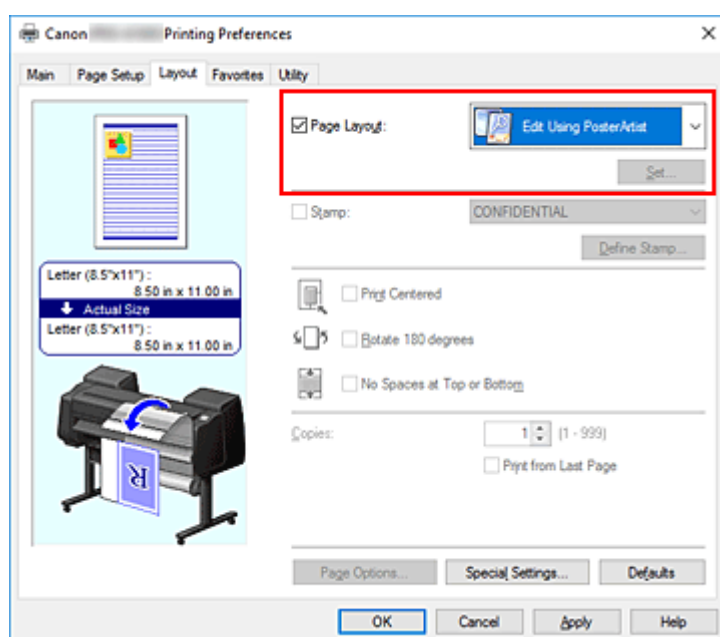 Canon Printing Preferences
Main Page Setup Layout Favorites Utility
Page Layout: Edit Using PosterArtist
Set...
Stamp: CONFIDENTIAL
Define Stamp...
Letter (8.5"x11") :
8.50 in x 11.00 in
Actual Size
Letter (8.5"x11") :
8.50 in x 11.00 in
Print Centered
Rotate 180 degrees
No Spaces at Top or Bottom
Copies: 1 (1 - 999)
Print from Last Page
R
Page Options... Special Settings... Defaults
OK Cancel Apply Help